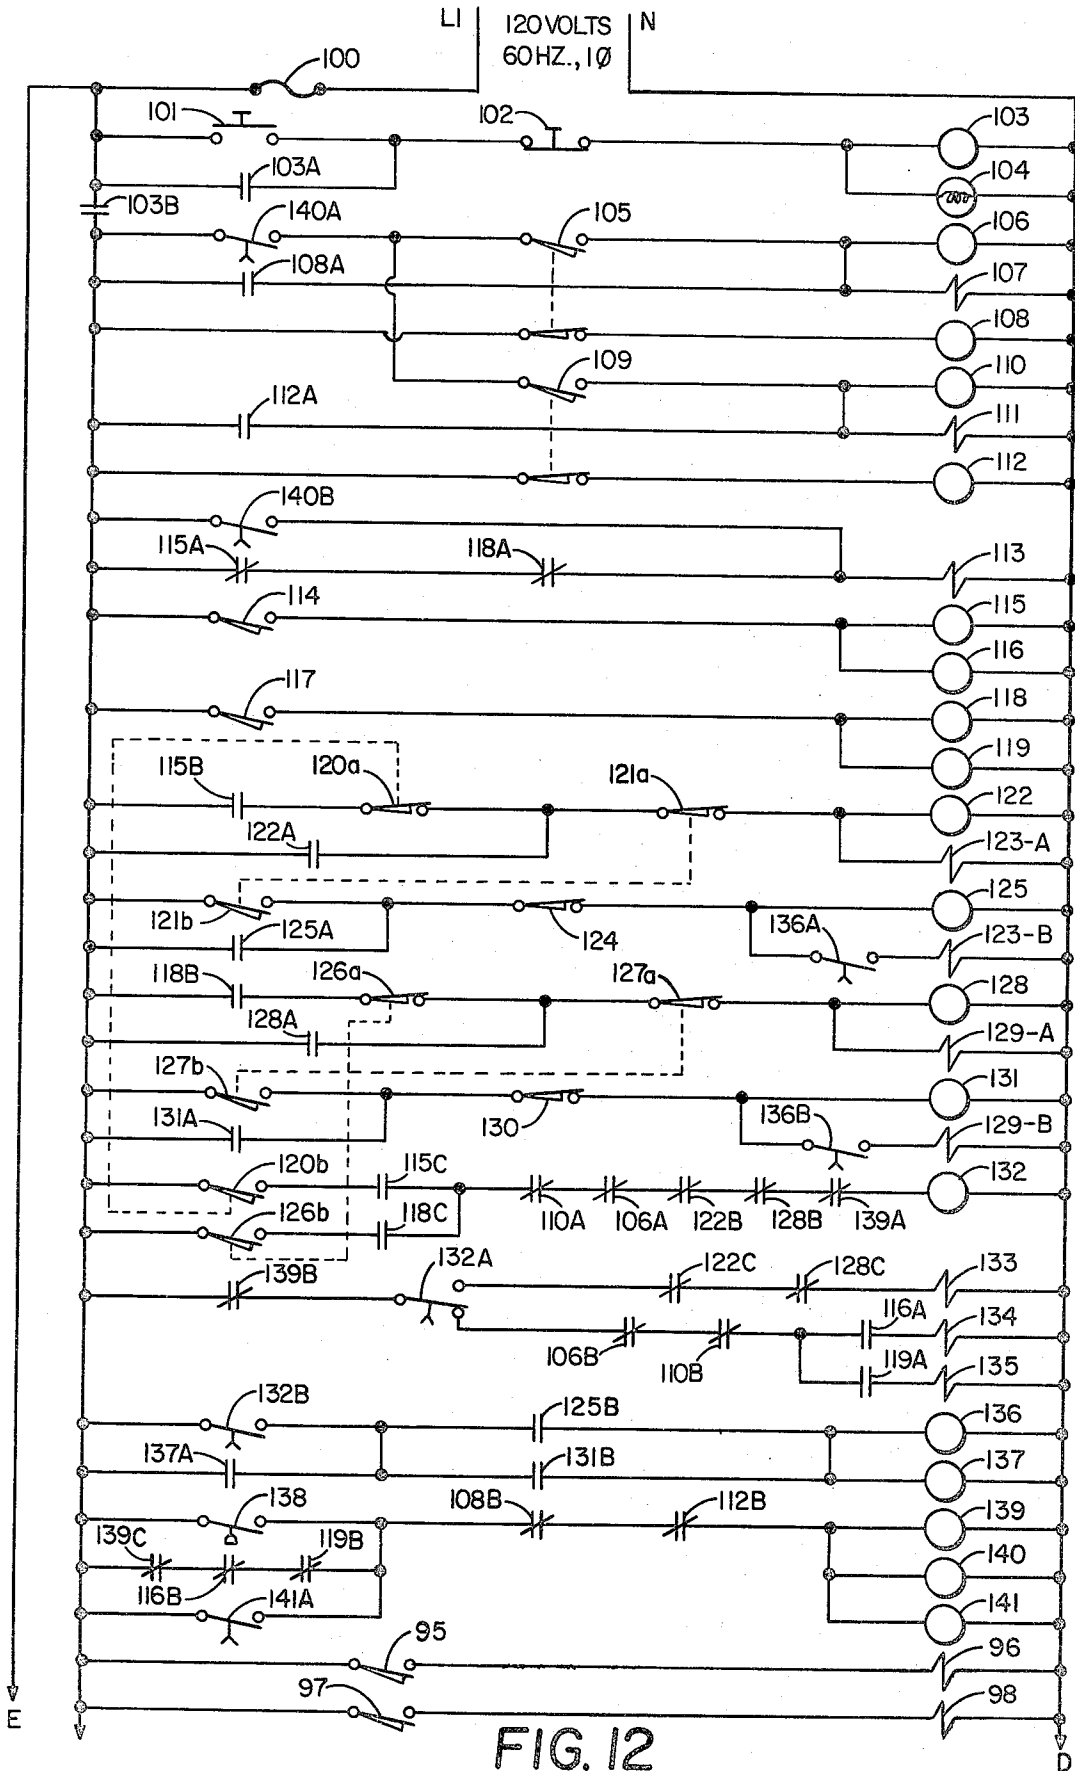 L1 120 VOLTS N
60 HZ., 1Ø
100
101 102 103
103A 104
103B 140A 105 106
108A 107
108
109 110
112A 111
112
140B
115A 118A 113
114 115
116
117 118
119
115B 120a 121a 122
122A 123-A
121b 124 125
125A 136A 123-B
118B 126a 127a 128
128A 129-A
127b 130 131
131A 136B 129-B
120b 115C 132
110A 106A 122B 128B 139A
126b 118C
139B 132A 122C 128C 133
106B 110B 116A 134
119A 135
132B 125B 136
137A 131B 137
138 108B 112B 139
139C 116B 119B 140
141A 141
95 96
97 98
E D
FIG. 12